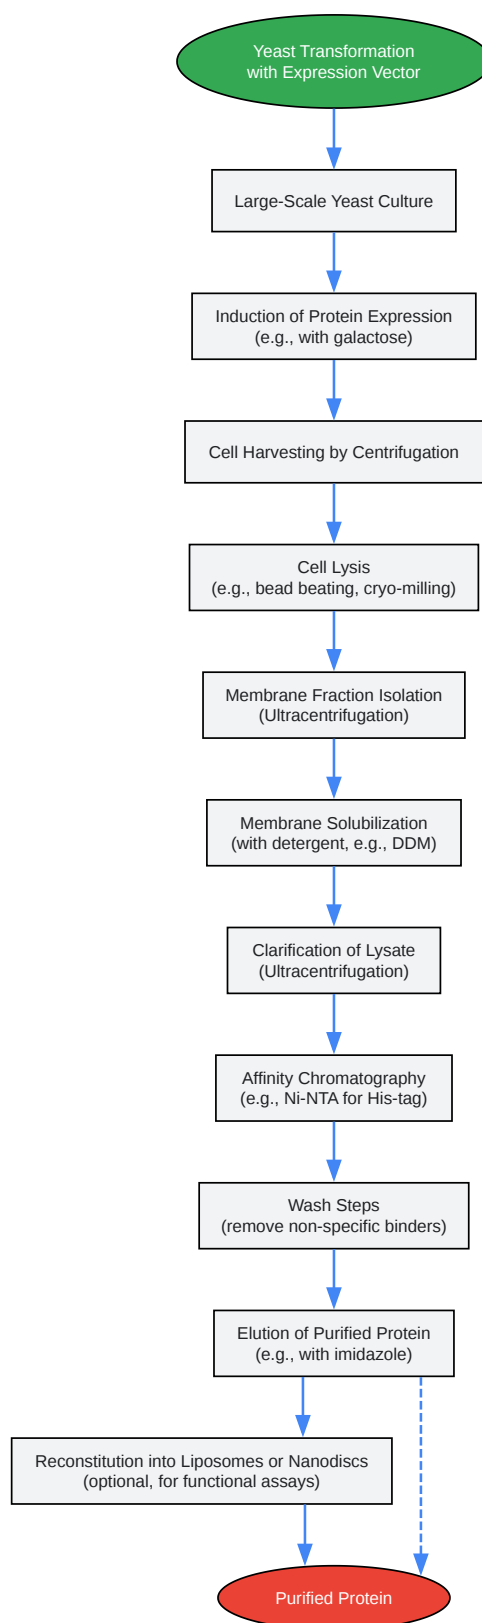 Yeast Transformation
with Expression Vector
Large-Scale Yeast Culture
Induction of Protein Expression
(e.g., with galactose)
Cell Harvesting by Centrifugation
Cell Lysis
(e.g., bead beating, cryo-milling)
Membrane Fraction Isolation
(Ultracentrifugation)
Membrane Solubilization
(with detergent, e.g., DDM)
Clarification of Lysate
(Ultracentrifugation)
Affinity Chromatography
(e.g., Ni-NTA for His-tag)
Wash Steps
(remove non-specific binders)
Elution of Purified Protein
(e.g., with imidazole)
Reconstitution into Liposomes or Nanodiscs
(optional, for functional assays)
Purified Protein